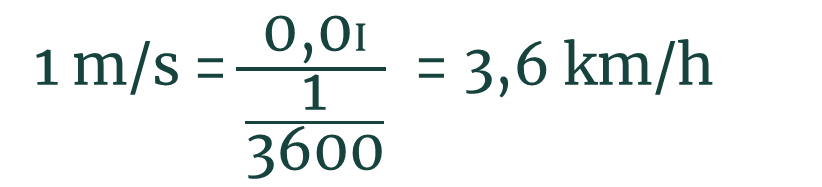 1 m/s = 0,01 / (1/3600) = 3,6 km/h